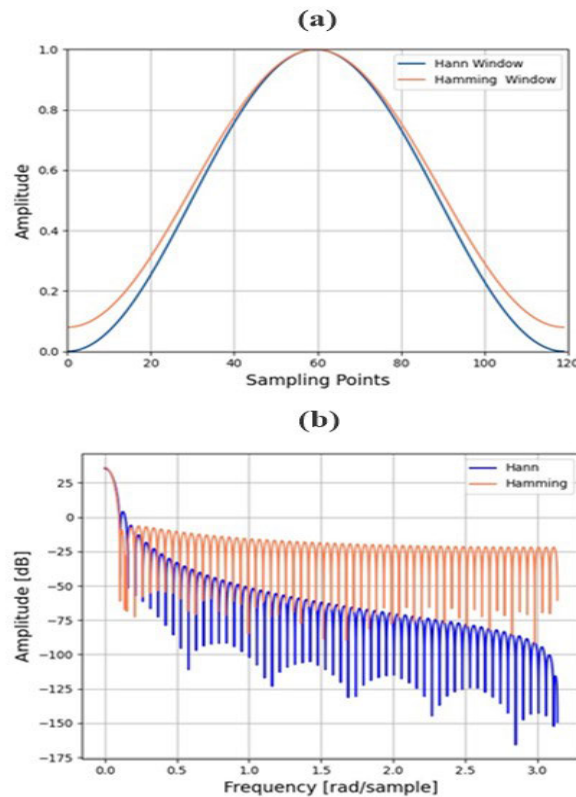 (a)
1.0
Hann Window
Hamming Window
0.8
0.6
Amplitude
0.4
0.2
0.0
0 20 40 60 80 100 120
Sampling Points
(b)
Hann
Hamming
25
0
−25
−50
Amplitude [dB]
−75
−100
−125
−150
−175
0.0 0.5 1.0 1.5 2.0 2.5 3.0
Frequency [rad/sample]